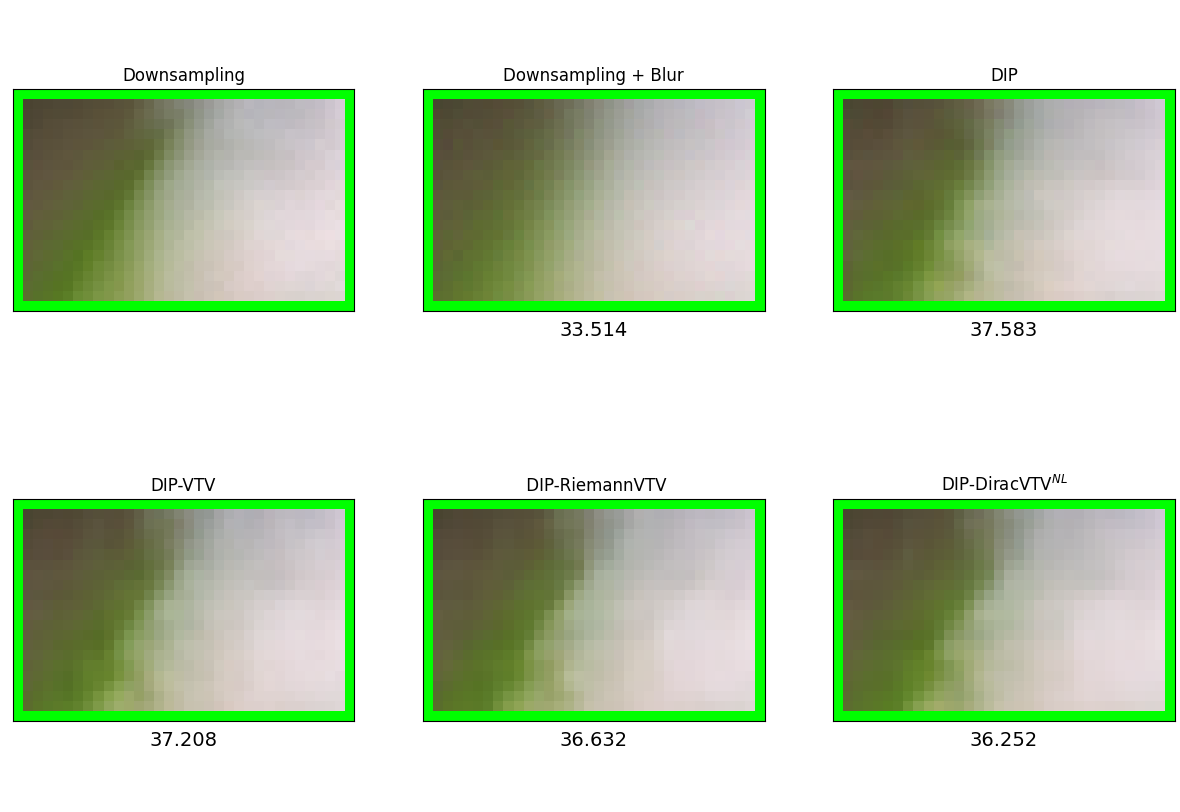 Downsampling
Downsampling + Blur
DIP
33.514
37.583
DIP-VTV
DIP-RiemannVTV
DIP-DiracVTV^NL
37.208
36.632
36.252